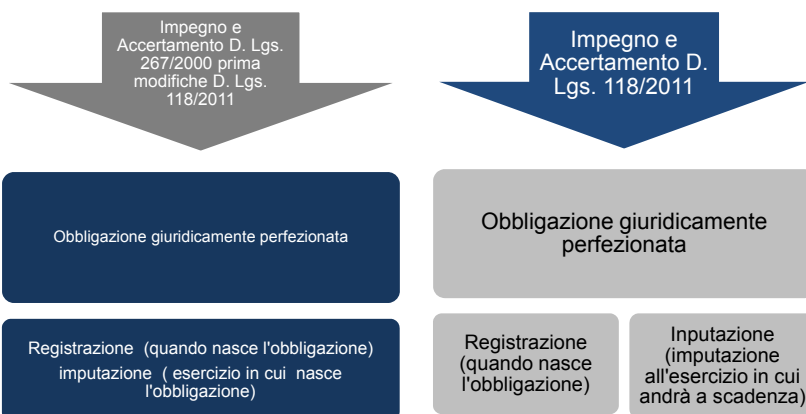 Impegno e
Accertamento D. Lgs.
267/2000 prima
modifiche D. Lgs.
118/2011
Impegno e
Accertamento D.
Lgs. 118/2011
Obbligazione giuridicamente perfezionata
Obbligazione giuridicamente
perfezionata
Registrazione (quando nasce l'obbligazione)
imputazione ( esercizio in cui nasce
l'obbligazione)
Registrazione
(quando nasce
l'obbligazione)
Inputazione
(imputazione
all'esercizio in cui
andrà a scadenza)